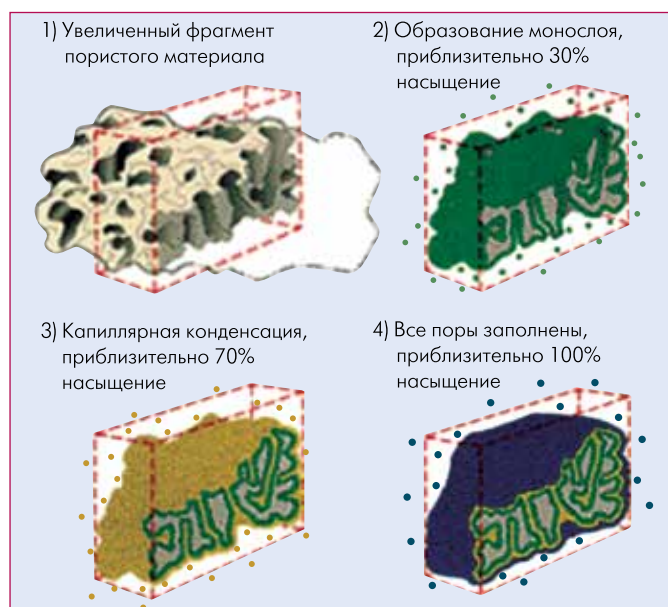 1) Увеличенный фрагмент
пористого материала
2) Образование монослоя,
приблизительно 30%
насыщение
3) Капиллярная конденсация,
приблизительно 70%
насыщение
4) Все поры заполнены,
приблизительно 100%
насыщение